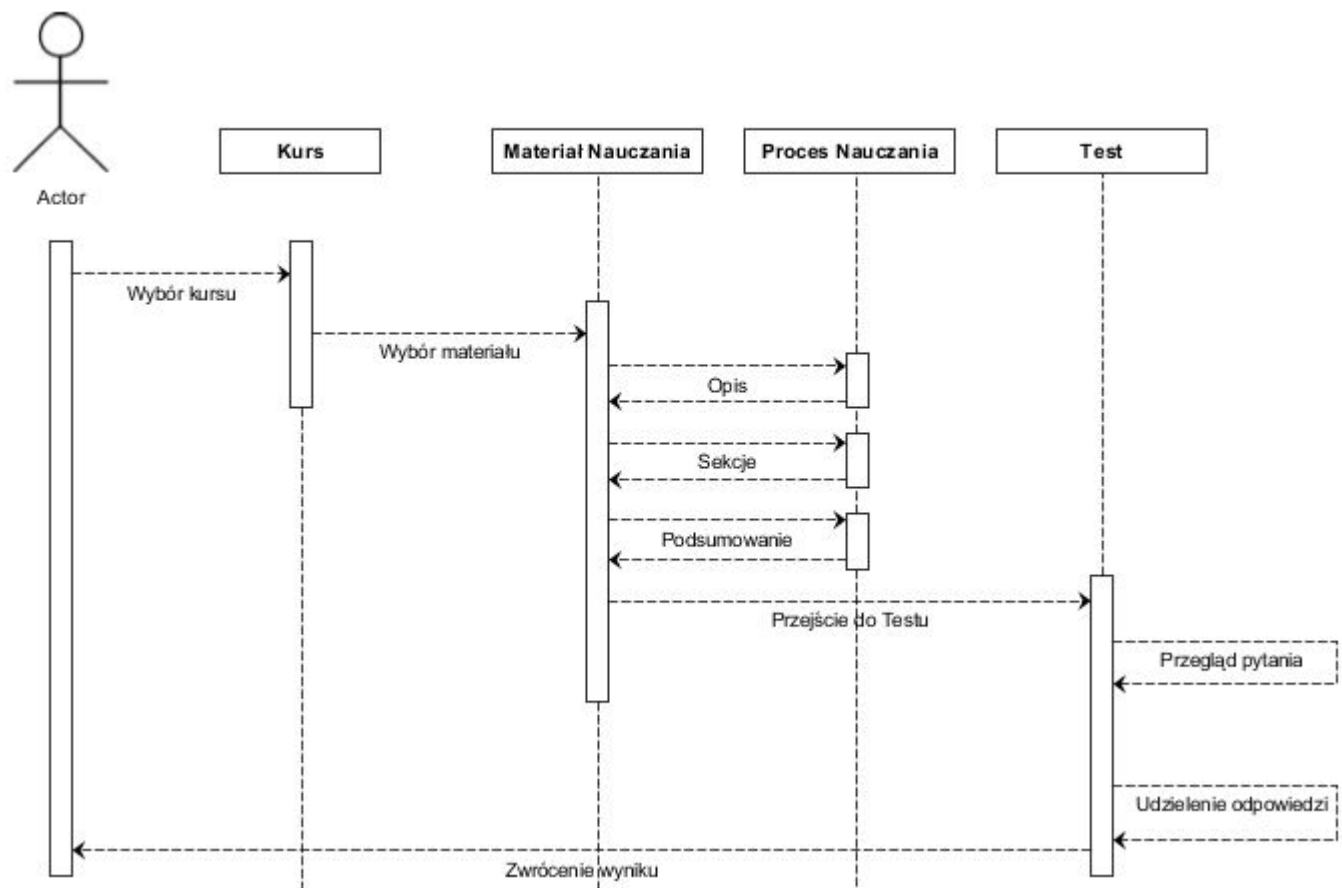 Kurs
Materiał Nauczania
Proces Nauczania
Test
Actor
Wybór kursu
Wybór materiału
Opis
Sekcje
Podsumowanie
Przejście do Testu
Przegląd pytania
Udzielenie odpowiedzi
Zwrócenie wyniku